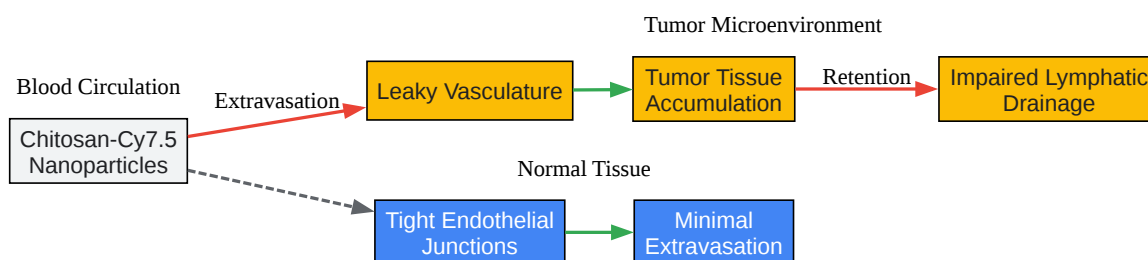 Tumor Microenvironment
Blood Circulation
Extravasation
Leaky Vasculature
Tumor Tissue
Accumulation
Retention
Impaired Lymphatic
Drainage
Chitosan-Cy7.5
Nanoparticles
Normal Tissue
Tight Endothelial
Junctions
Minimal
Extravasation